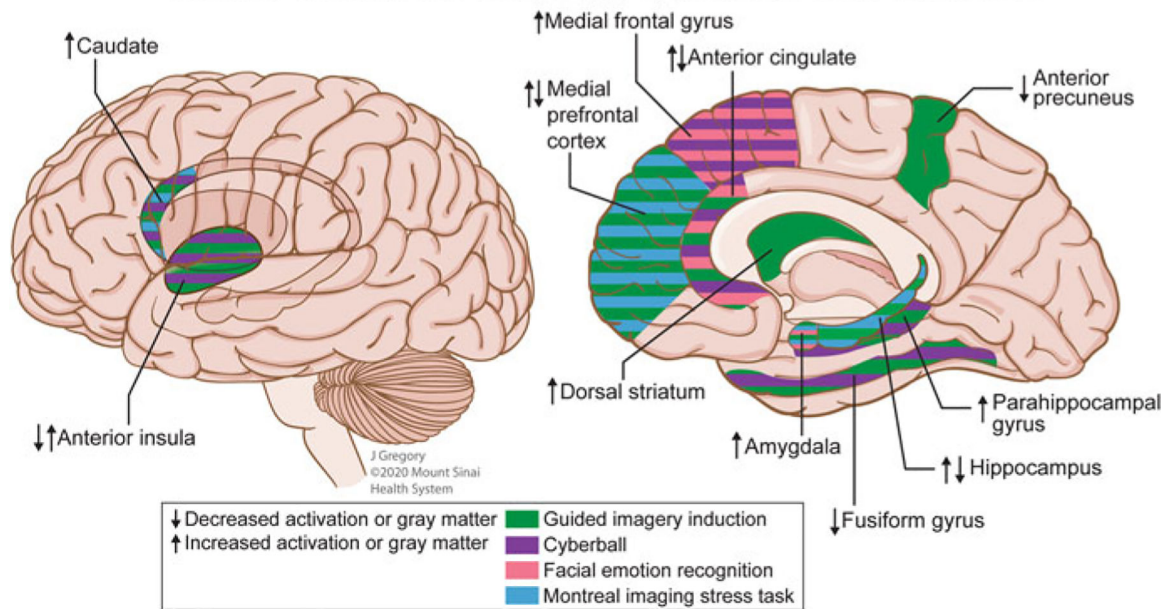 ↑Caudate
↓↑Anterior insula
J Gregory
©2020 Mount Sinai
Health System
↑Medial frontal gyrus
↑↓Anterior cingulate
↑↓ Medial
prefrontal
cortex
↓ Anterior
precuneus
↑Dorsal striatum
↑Amygdala
↑ Parahippocampal
gyrus
↑↓Hippocampus
↓Fusiform gyrus
↓ Decreased activation or gray matter
↑ Increased activation or gray matter
Guided imagery induction
Cyberball
Facial emotion recognition
Montreal imaging stress task